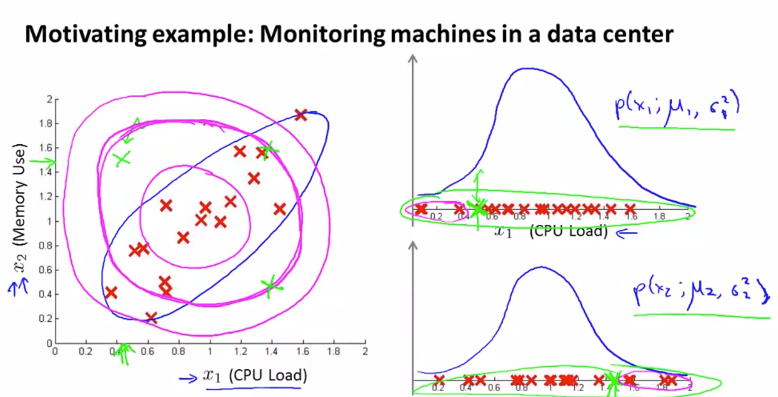 Motivating example: Monitoring machines in a data center
2
1.8
1.6
1.4
1.2
1
0.8
0.6
0.4
0.2
0
x₂ (Memory Use)
0 0.2 0.4 0.6 0.8 1 1.2 1.4 1.6 1.8 2
x₁ (CPU Load)
p(x₁; μ₁, σ₁²)
0.2 0.4 0.6 0.8 1 1.2 1.4 1.6 1.8 2
x₁ (CPU Load)
p(x₂; μ₂, σ₂²)
0.2 0.4 0.6 0.8 1 1.2 1.4 1.6 1.8 2